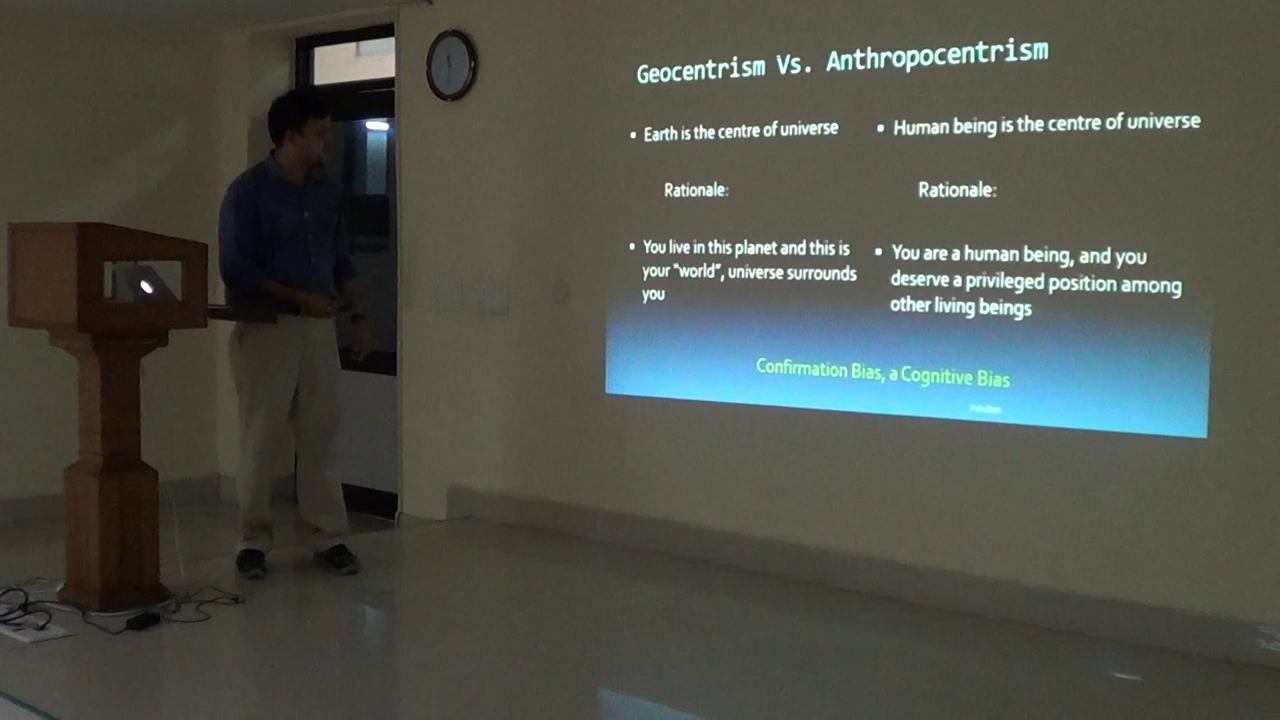 Geocentrism Vs. Anthropocentrism
• Earth is the centre of universe
Rationale:
• You live in this planet and this is
your "world", universe surrounds
you
• Human being is the centre of universe
Rationale:
• You are a human being, and you
deserve a privileged position among
other living beings
Confirmation Bias, a Cognitive Bias